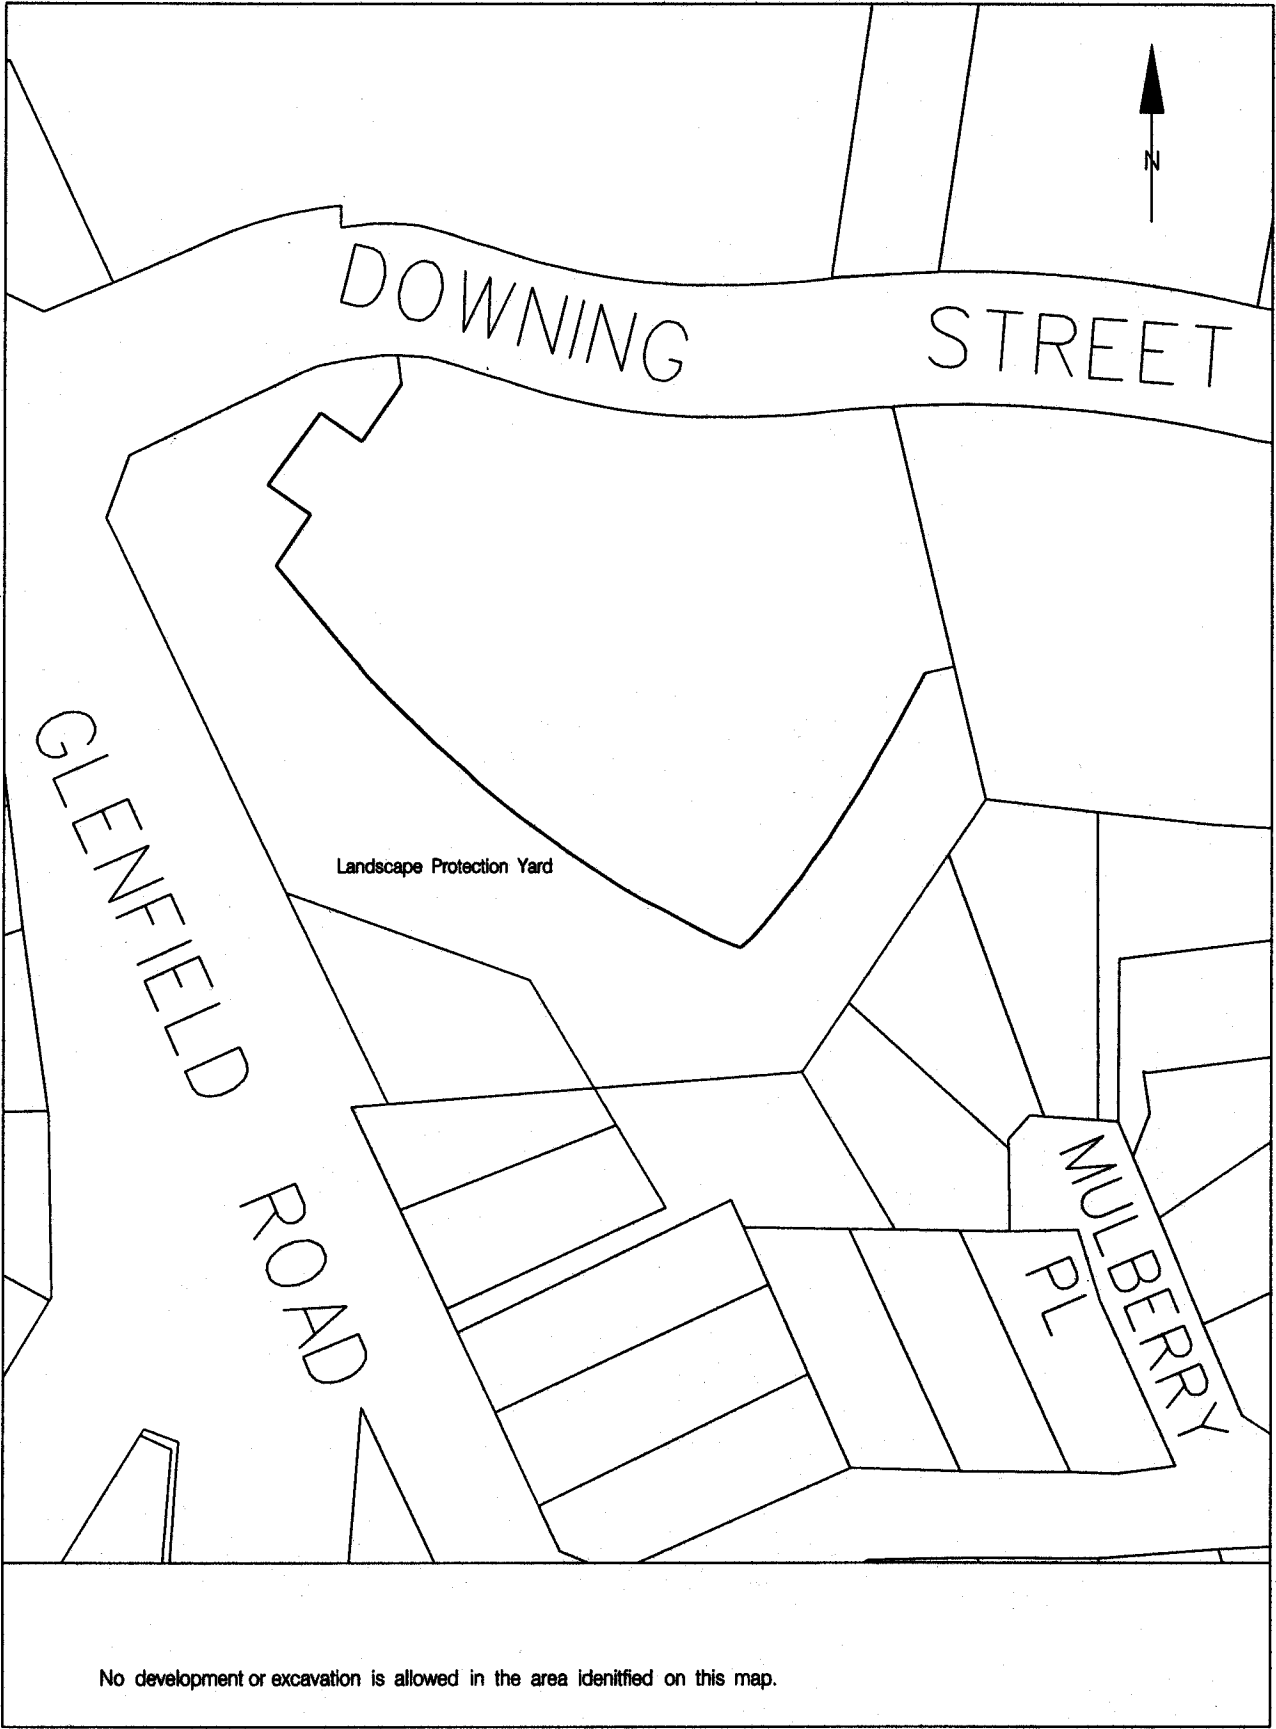 N
DOWNING STREET
GLENFIELD ROAD
Landscape Protection Yard
MULBERRY
PL
No development or excavation is allowed in the area idenitfied on this map.